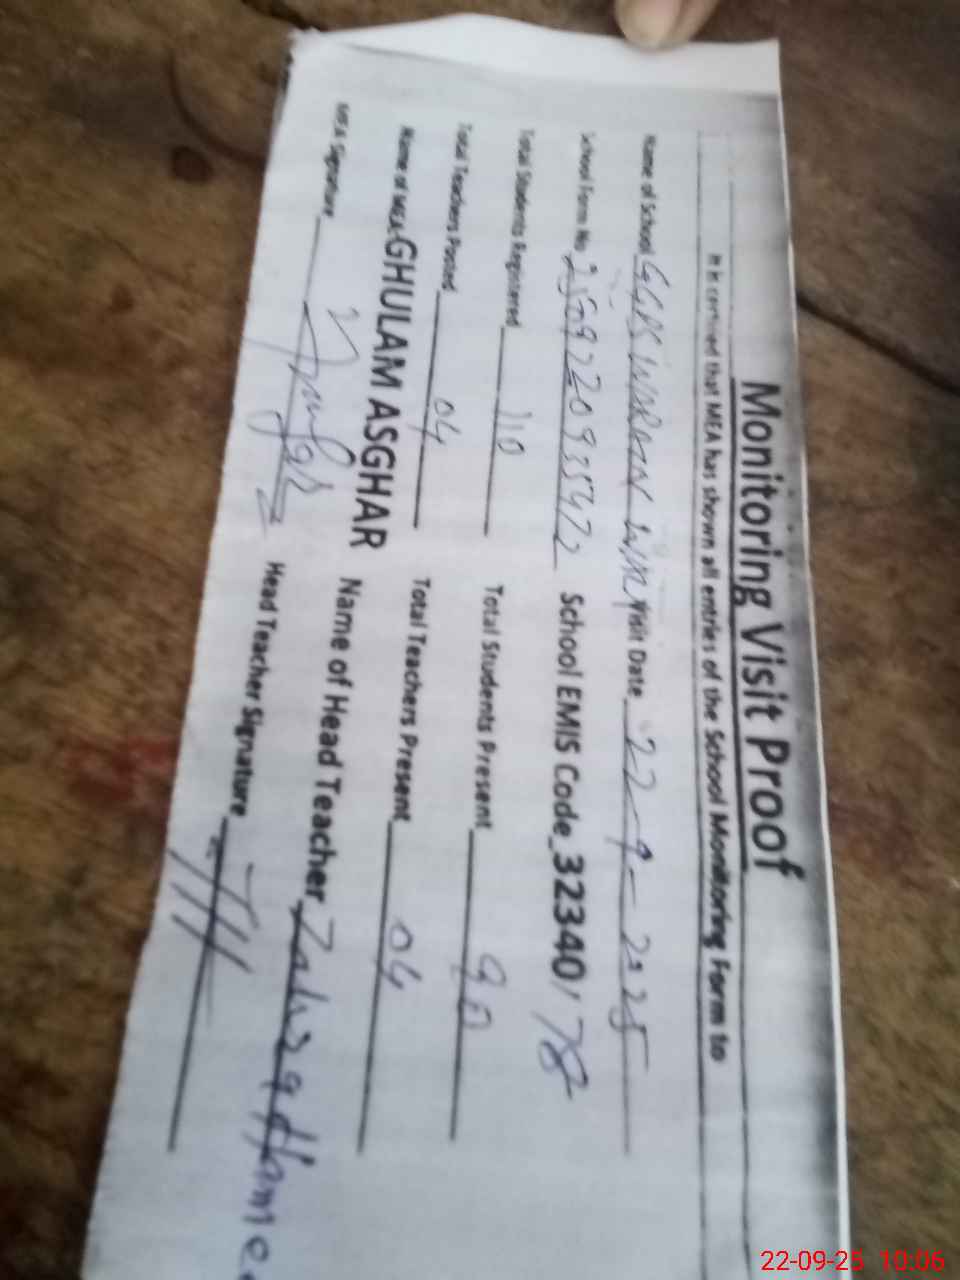 Monitoring Visit Proof
It is certified that MEA has shown all entries of the School Monitoring Form to
Name of School Visit Date 22-9-2025
School Form No School EMIS Code_32340178
Total Students Registered 110 Total Students Present 90
Total Teachers Posted 04 Total Teachers Present 04
Name of MEA GHULAM ASGHAR Name of Head Teacher
MEA Signature Head Teacher Signature
22-09-25 10:06